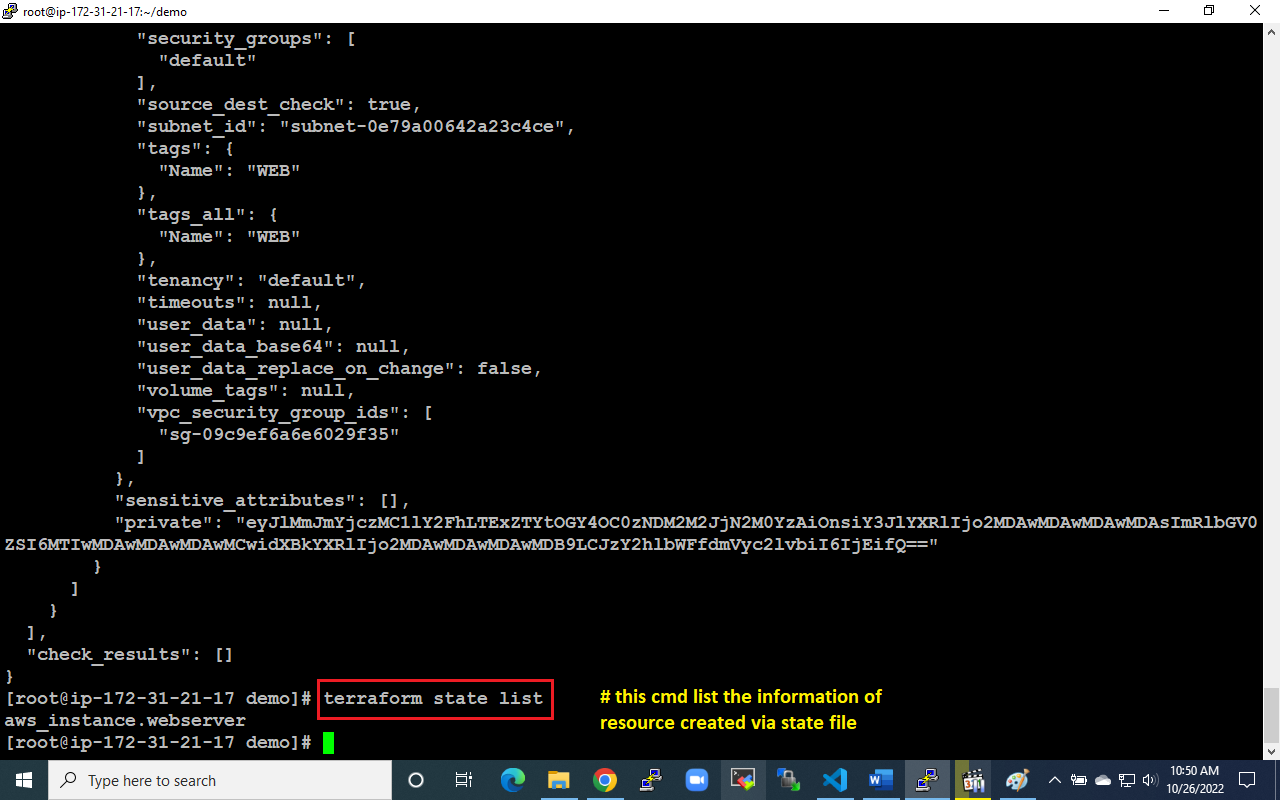 root@ip-172-31-21-17:~/demo
"security_groups": [
"default"
],
"source_dest_check": true,
"subnet_id": "subnet-0e79a00642a23c4ce",
"tags": {
"Name": "WEB"
},
"tags_all": {
"Name": "WEB"
},
"tenancy": "default",
"timeouts": null,
"user_data": null,
"user_data_base64": null,
"user_data_replace_on_change": false,
"volume_tags": null,
"vpc_security_group_ids": [
"sg-09c9ef6a6e6029f35"
]
},
"sensitive_attributes": [],
"private": "eyJlMmJmYjczMC1lY2FhLTExZTYtOGY4OC0zNDM2M2JjN2M0YzAiOnsiY3JlYXRlIjo2MDAwMDAwMDAwMDAsImRlbGV0
ZSI6MTIwMDAwMDAwMDAwMCwidXBkYXRlIjo2MDAwMDAwMDAwMDB9LCJzY2hlbWFfdmVyc2lvbiI6IjEifQ=="
}
]
}
],
"check_results": []
}
[root@ip-172-31-21-17 demo]# terraform state list
# this cmd list the information of
resource created via state file
aws_instance.webserver
[root@ip-172-31-21-17 demo]#
Type here to search
10:50 AM
10/26/2022